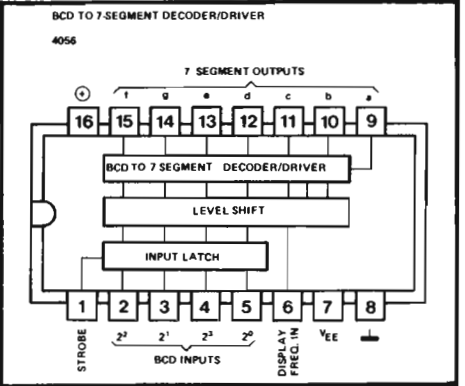 BCD TO 7-SEGMENT DECODER/DRIVER
4056
7 SEGMENT OUTPUTS
+ f g e d c b a
16 15 14 13 12 11 10 9
BCD TO 7 SEGMENT DECODER/DRIVER
LEVEL SHIFT
INPUT LATCH
1 2 3 4 5 6 7 8
STROBE 2² 2¹ 2³ 2⁰ DISPLAY FREQ. IN VEE
BCD INPUTS